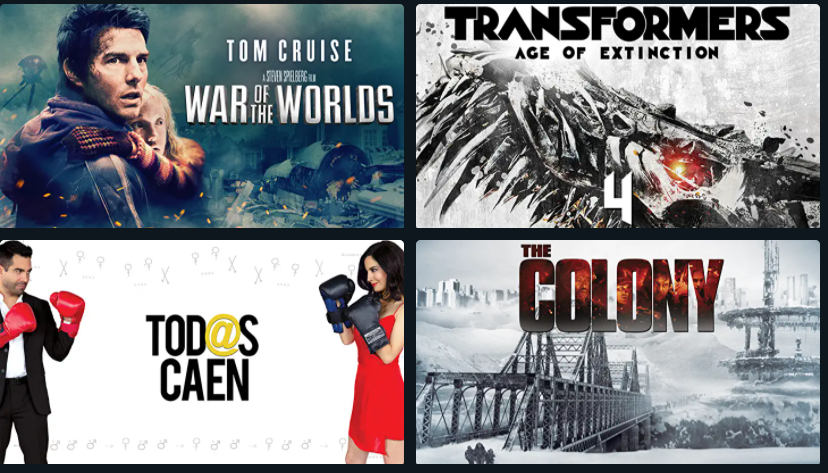 TOM CRUISE
A STEVEN SPIELBERG FILM
WAR OF THE WORLDS
TRANSFORMERS
AGE OF EXTINCTION
4
TOD@S
CAEN
THE
COLONY